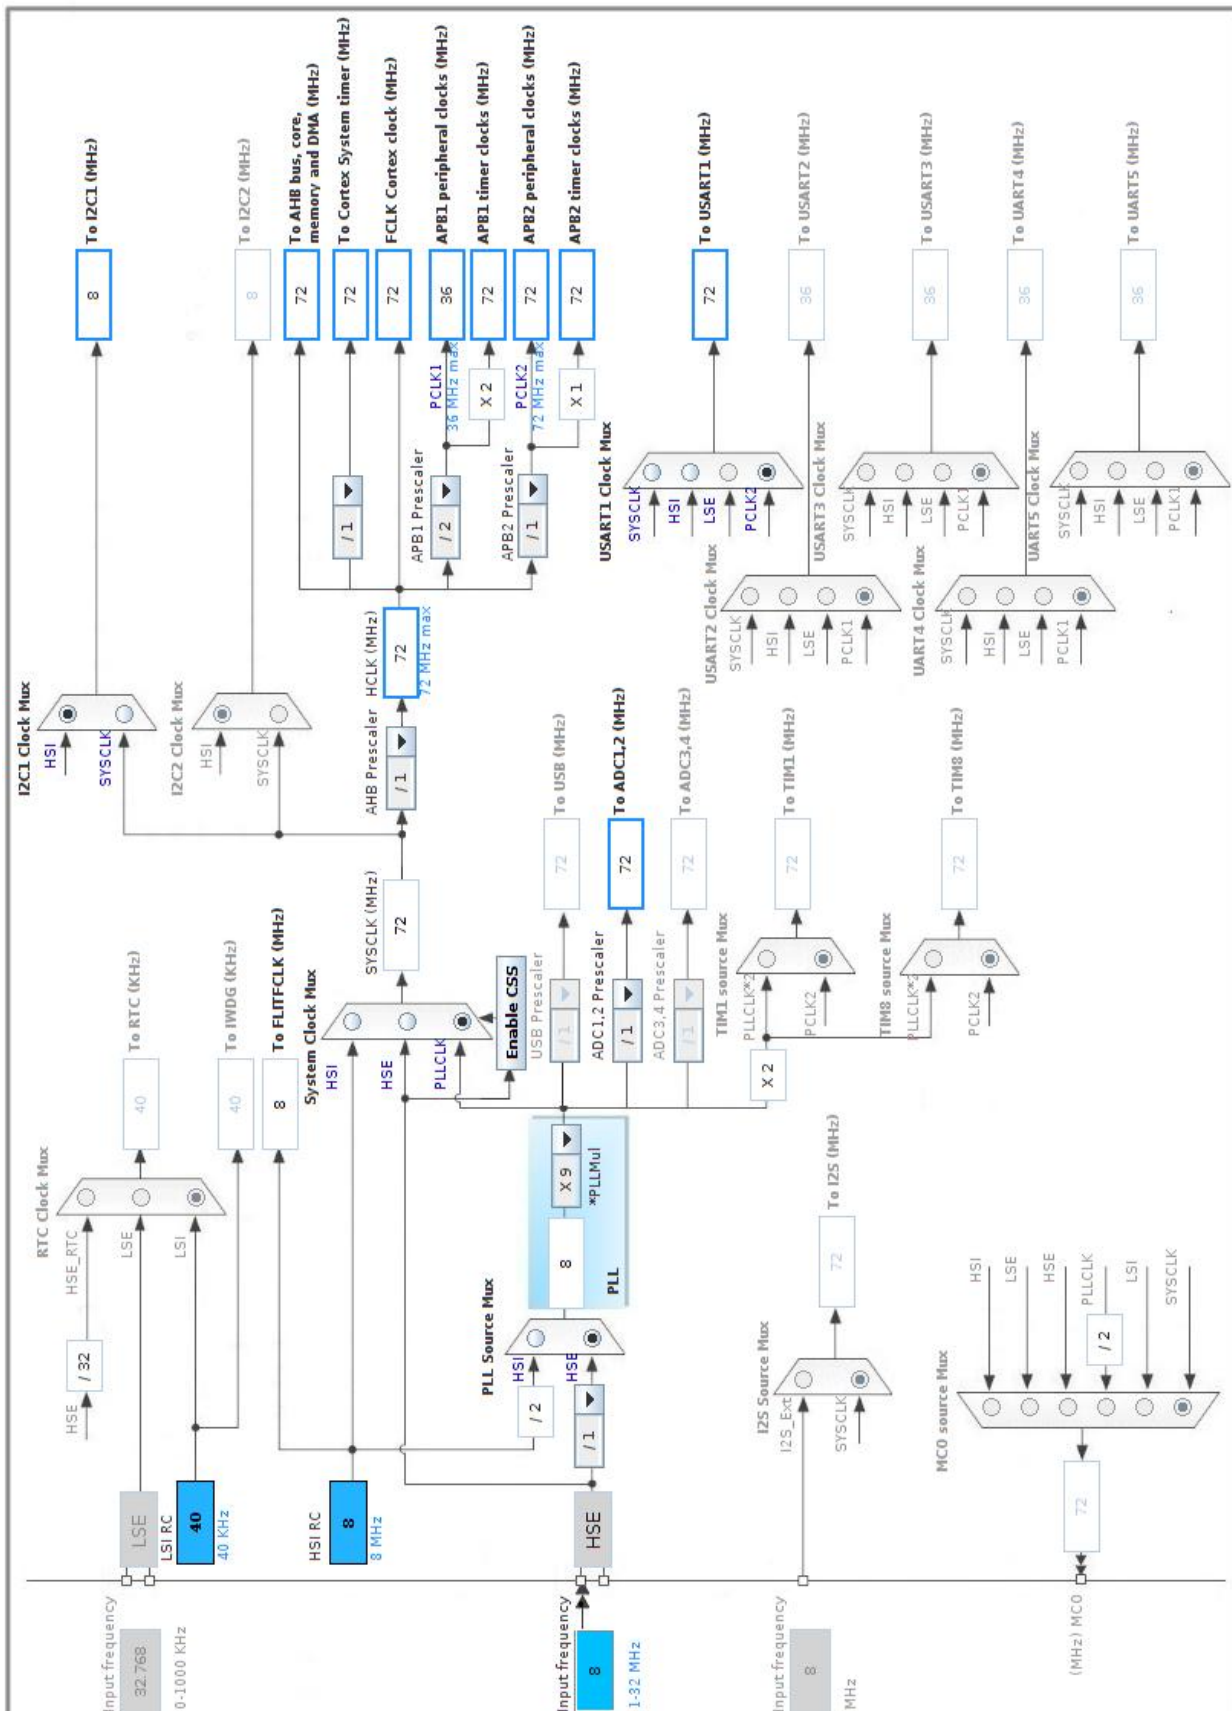 Input frequency
32.768
0-1000 KHz
LSE
LSI RC
40
40 KHz
HSE
/ 32
HSE_RTC
LSE
LSI
RTC Clock Mux
40
To RTC (KHz)
40
To IWDG (KHz)
8
To FLITFCLK (MHz)
HSI RC
8
8 MHz
Input frequency
8
1-32 MHz
HSE
/ 2
/ 1
PLL Source Mux
HSI
HSE
8
X 9
*PLLMul
PLL
System Clock Mux
HSI
HSE
PLLCLK
Enable CSS
SYSCLK (MHz)
72
AHB Prescaler
/ 1
HCLK (MHz)
72
72 MHz max
I2C1 Clock Mux
HSI
SYSCLK
8
To I2C1 (MHz)
I2C2 Clock Mux
HSI
SYSCLK
8
To I2C2 (MHz)
72
To AHB bus, core,
memory and DMA (MHz)
/ 1
72
To Cortex System timer (MHz)
72
FCLK Cortex clock (MHz)
APB1 Prescaler
/ 2
PCLK1
36 MHz max
36
APB1 peripheral clocks (MHz)
X 2
72
APB1 timer clocks (MHz)
APB2 Prescaler
/ 1
PCLK2
72 MHz max
72
APB2 peripheral clocks (MHz)
X 1
72
APB2 timer clocks (MHz)
USB Prescaler
/ 1
72
To USB (MHz)
ADC1,2 Prescaler
/ 1
72
To ADC1,2 (MHz)
ADC3,4 Prescaler
/ 1
72
To ADC3,4 (MHz)
X 2
TIM1 source Mux
PLLCLK*2
PCLK2
72
To TIM1 (MHz)
TIM8 source Mux
PLLCLK*2
PCLK2
72
To TIM8 (MHz)
USART1 Clock Mux
SYSCLK
HSI
LSE
PCLK2
72
To USART1 (MHz)
USART2 Clock Mux
SYSCLK
HSI
LSE
PCLK1
36
To USART2 (MHz)
USART3 Clock Mux
SYSCLK
HSI
LSE
PCLK1
36
To USART3 (MHz)
UART4 Clock Mux
SYSCLK
HSI
LSE
PCLK1
36
To UART4 (MHz)
UART5 Clock Mux
SYSCLK
HSI
LSE
PCLK1
36
To UART5 (MHz)
Input frequency
8
MHz
I2S Source Mux
I2S_Ext
SYSCLK
72
To I2S (MHz)
(MHz) MCO
72
MCO source Mux
HSI
LSE
HSE
/ 2
PLLCLK
LSI
SYSCLK